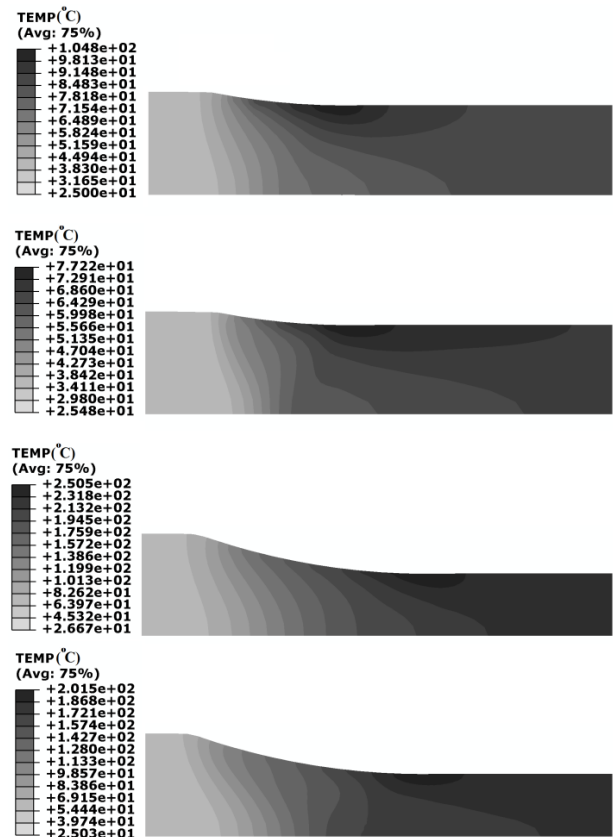 TEMP(°C)
(Avg: 75%)
+1.048e+02
+9.813e+01
+9.148e+01
+8.483e+01
+7.818e+01
+7.154e+01
+6.489e+01
+5.824e+01
+5.159e+01
+4.494e+01
+3.830e+01
+3.165e+01
+2.500e+01
TEMP(°C)
(Avg: 75%)
+7.722e+01
+7.291e+01
+6.860e+01
+6.429e+01
+5.998e+01
+5.566e+01
+5.135e+01
+4.704e+01
+4.273e+01
+3.842e+01
+3.411e+01
+2.980e+01
+2.548e+01
TEMP(°C)
(Avg: 75%)
+2.505e+02
+2.318e+02
+2.132e+02
+1.945e+02
+1.759e+02
+1.572e+02
+1.386e+02
+1.199e+02
+1.013e+02
+8.262e+01
+6.397e+01
+4.532e+01
+2.667e+01
TEMP(°C)
(Avg: 75%)
+2.015e+02
+1.868e+02
+1.721e+02
+1.574e+02
+1.427e+02
+1.280e+02
+1.133e+02
+9.857e+01
+8.386e+01
+6.915e+01
+5.444e+01
+3.974e+01
+2.503e+01